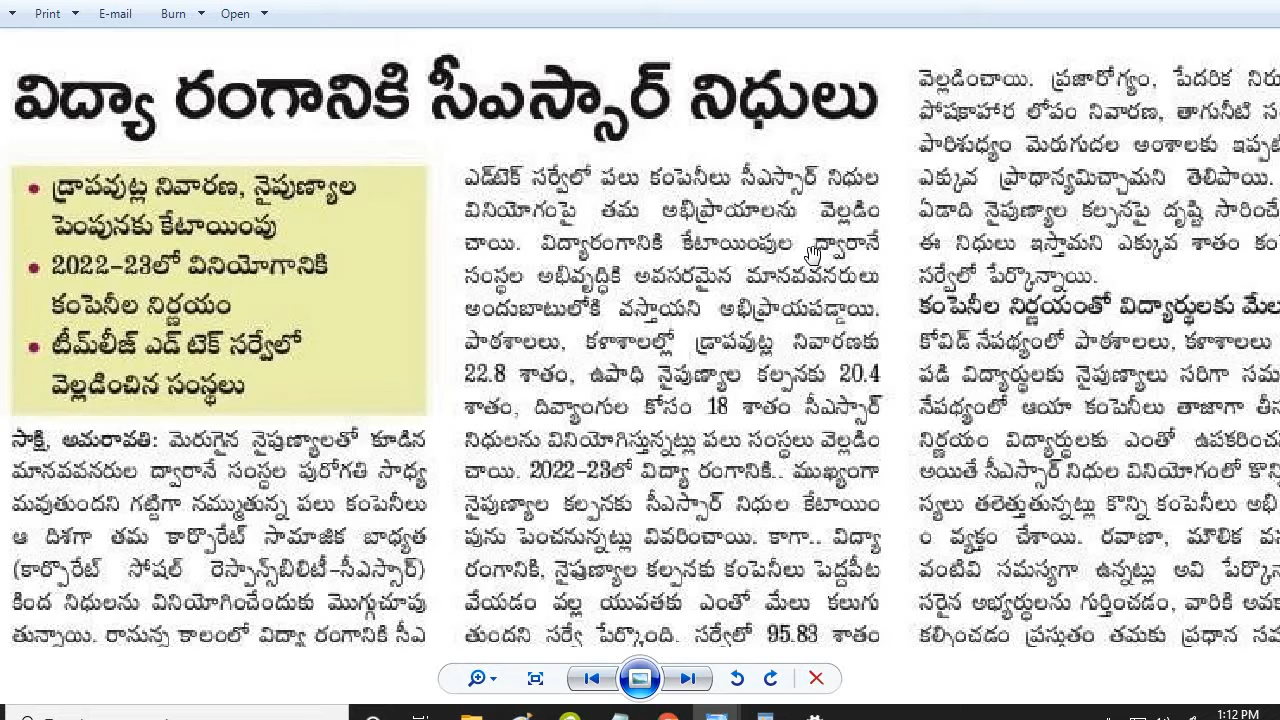 Print
E-mail
Burn
Open
విద్యా రంగానికి సీఎస్సార్ నిధులు
• డ్రాపవుట్ల నివారణ, నైపుణ్యాల
పెంపునకు కేటాయింపు
• 2022-23లో వినియోగానికి
కంపెనీల నిర్ణయం
• టీమ్‌లీజ్ ఎడ్ టెక్ సర్వేలో
వెల్లడించిన సంస్థలు
సాక్షి, అమరావతి: మెరుగైన నైపుణ్యాలతో కూడిన
మానవవనరుల ద్వారానే సంస్థల పురోగతి సాధ్య
మవుతుందని గట్టిగా నమ్ముతున్న పలు కంపెనీలు
ఆ దిశగా తమ కార్పొరేట్ సామాజిక బాధ్యత
(కార్పొరేట్ సోషల్ రెస్పాన్స్‌బిలిటీ-సీఎస్సార్)
కింద నిధులను వినియోగించేందుకు మొగ్గుచూపు
తున్నాయి. రానున్న కాలంలో విద్యా రంగానికి సీఎ
ఎడ్‌టెక్ సర్వేలో పలు కంపెనీలు సీఎస్సార్ నిధుల
వినియోగంపై తమ అభిప్రాయాలను వెల్లడిం
చాయి. విద్యారంగానికి కేటాయింపుల ద్వారానే
సంస్థల అభివృద్ధికి అవసరమైన మానవవనరులు
అందుబాటులోకి వస్తాయని అభిప్రాయపడ్డాయి.
పాఠశాలలు, కళాశాలల్లో డ్రాపవుట్ల నివారణకు
22.8 శాతం, ఉపాధి నైపుణ్యాల కల్పనకు 20.4
శాతం, దివ్యాంగుల కోసం 18 శాతం సీఎస్సార్
నిధులను వినియోగిస్తున్నట్లు పలు సంస్థలు వెల్లడిం
చాయి. 2022-23లో విద్యా రంగానికి.. ముఖ్యంగా
నైపుణ్యాల కల్పనకు సీఎస్సార్ నిధుల కేటాయిం
పును పెంచనున్నట్లు వివరించాయి. కాగా.. విద్యా
రంగానికి, నైపుణ్యాల కల్పనకు కంపెనీలు పెద్దపీట
వేయడం వల్ల యువతకు ఎంతో మేలు కలుగు
తుందని సర్వే పేర్కొంది. సర్వేలో 95.83 శాతం
వెల్లడించాయి. ప్రజారోగ్యం, పేదరిక
పోషకాహార లోపం నివారణ, తాగునీటి
పారిశుధ్యం మెరుగుదల అంశాలకు
ఎక్కువ ప్రాధాన్యమిచ్చామని తెలిపాయి.
ఏడాది నైపుణ్యాల కల్పనపై దృష్టి
ఈ నిధులు ఇస్తామని ఎక్కువ శాతం
సర్వేలో పేర్కొన్నాయి.
కంపెనీల నిర్ణయంతో విద్యార్థులకు
కోవిడ్ నేపథ్యంలో పాఠశాలలు, కళాశాలలు
పడి విద్యార్థులకు నైపుణ్యాలు సరిగా
నేపథ్యంలో ఆయా కంపెనీలు తాజాగా
నిర్ణయం విద్యార్థులకు ఎంతో
అయితే సీఎస్సార్ నిధుల వినియోగంలో
స్యలు తలెత్తుతున్నట్లు కొన్ని కంపెనీలు
ం వ్యక్తం చేశాయి. రవాణా, మౌలిక
వంటివి సమస్యగా ఉన్నట్లు అవి
సరైన అభ్యర్థులను గుర్తించడం, వారికి
కల్పించడం ప్రస్తుతం తమకు ప్రధాన
1:12 PM